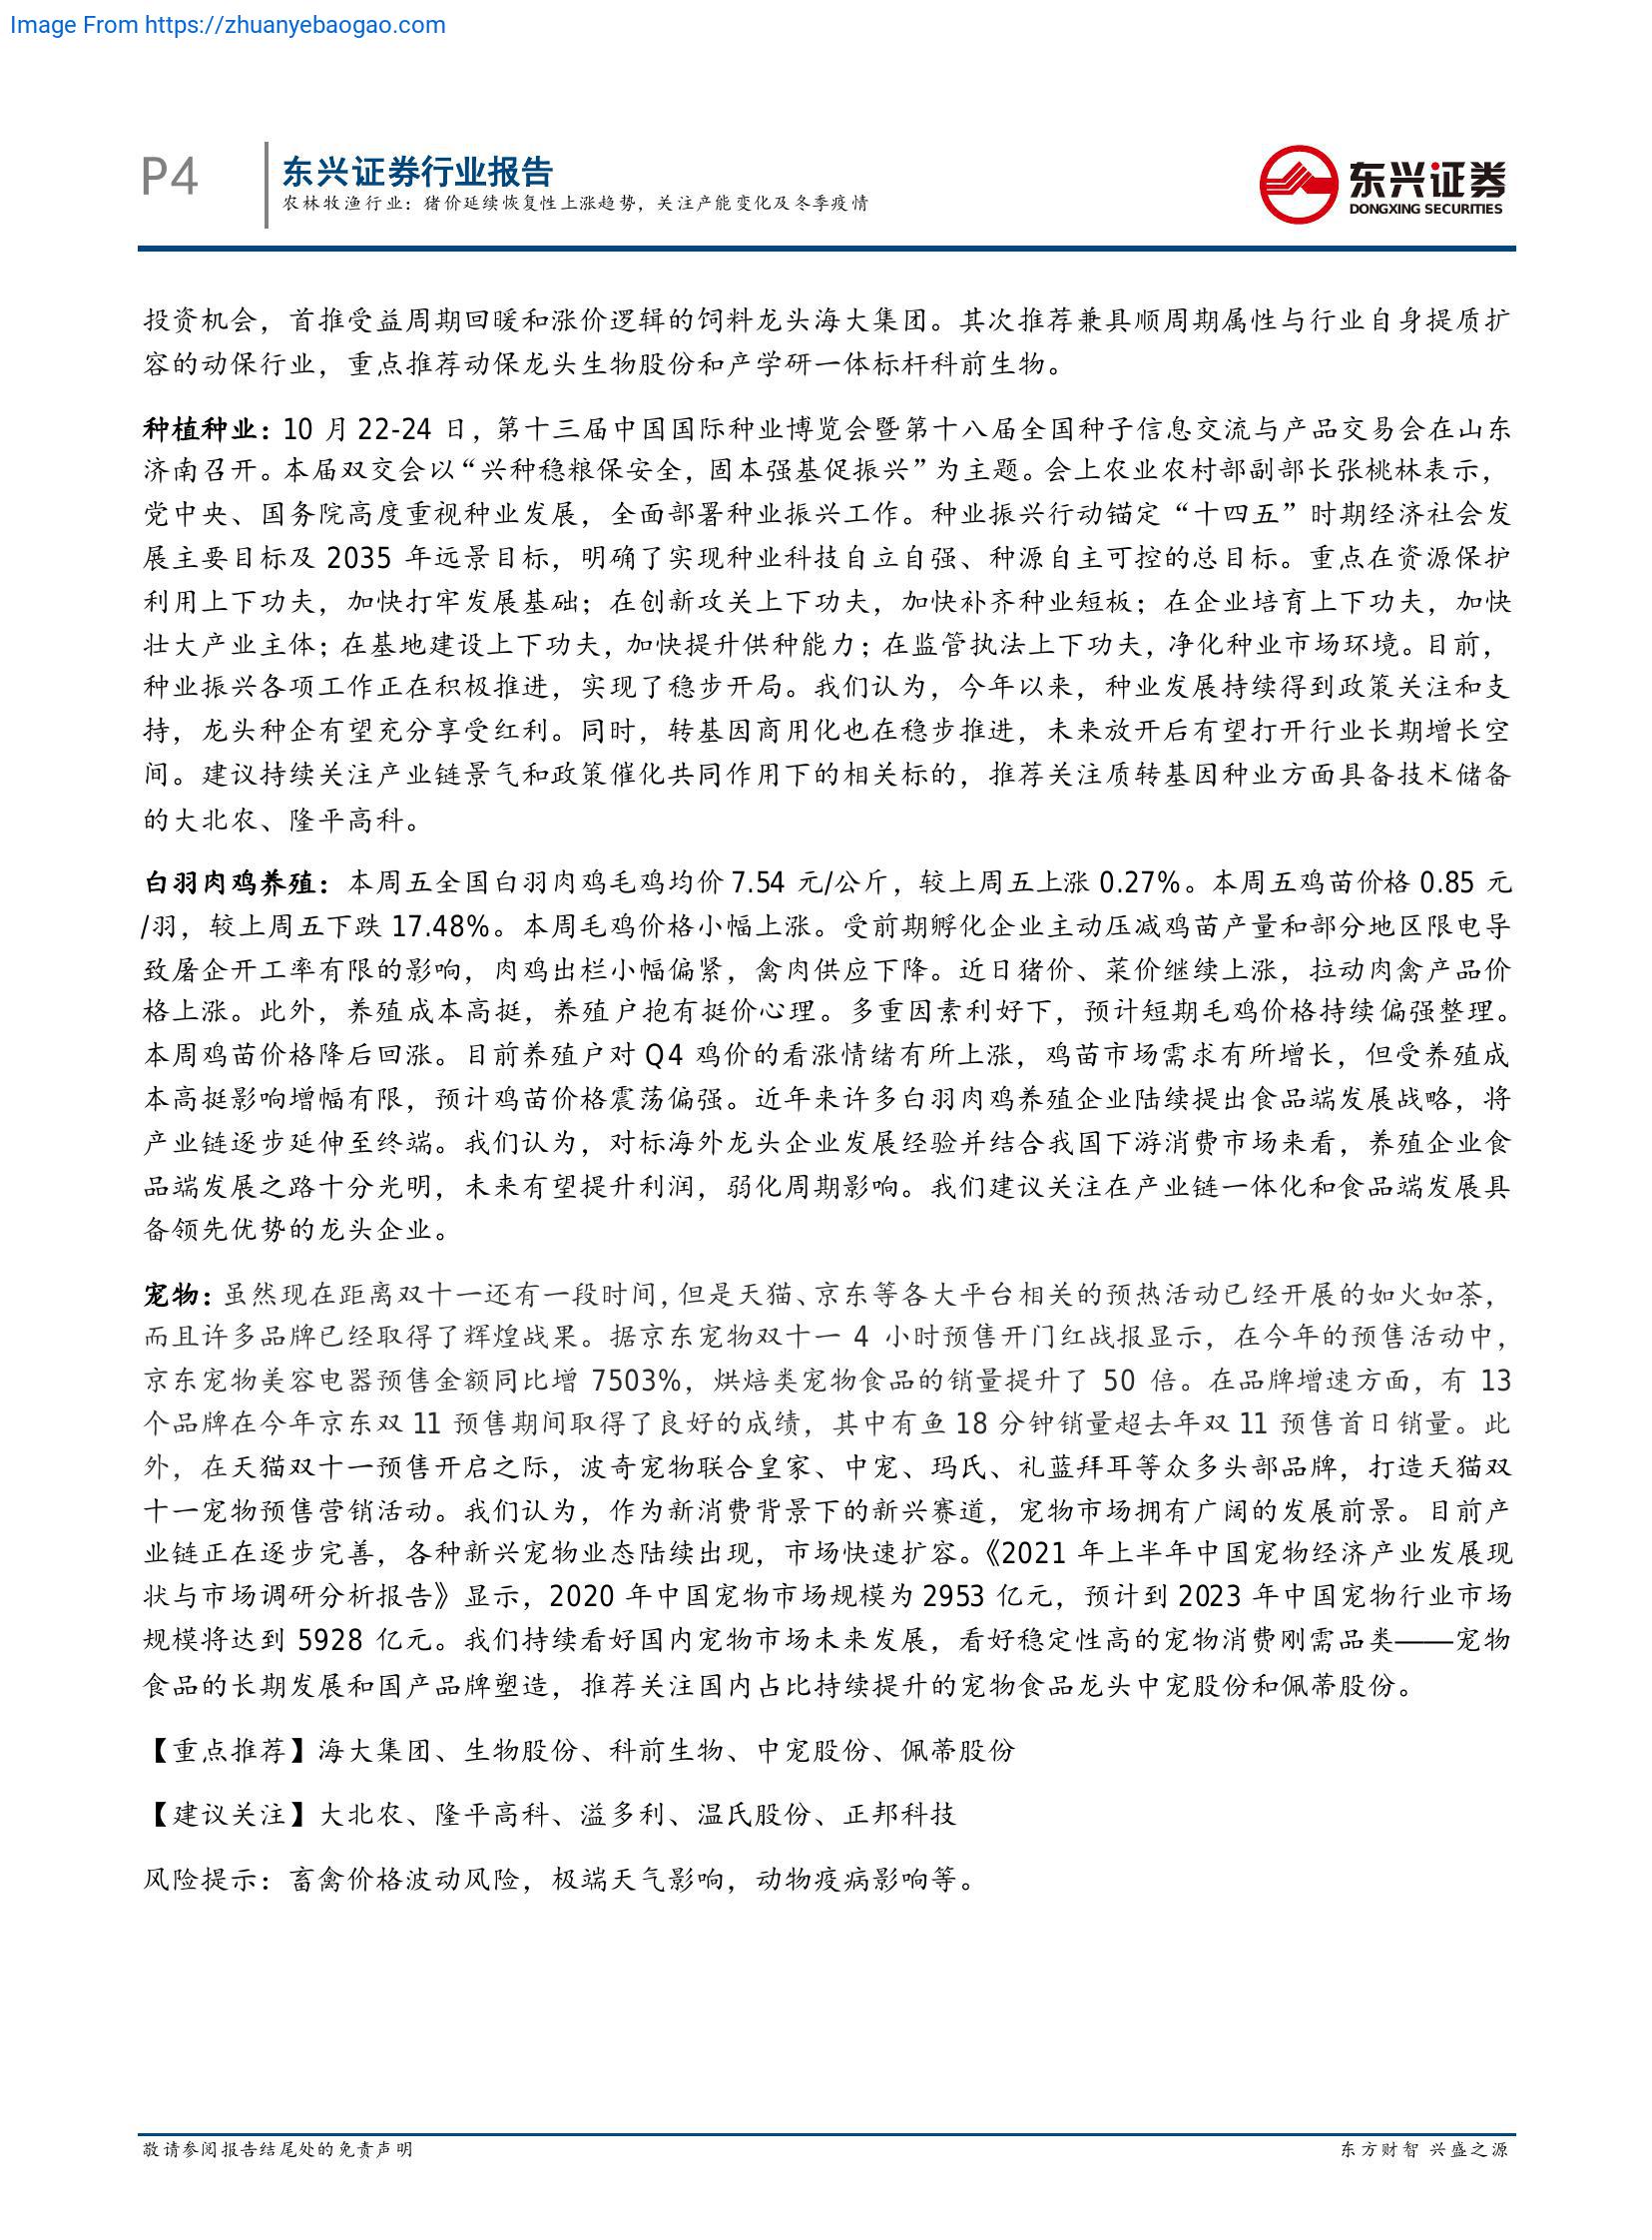 Image From https://zhuanyebaogao.com
P4
东兴证券行业报告
农林牧渔行业：猪价延续恢复性上涨趋势，关注产能变化及冬季疫情
东兴证券
DONGXING SECURITIES
投资机会，首推受益周期回暖和涨价逻辑的饲料龙头海大集团。其次推荐兼具顺周期属性与行业自身提质扩
容的动保行业，重点推荐动保龙头生物股份和产学研一体标杆科前生物。
种植种业：10 月 22-24 日，第十三届中国国际种业博览会暨第十八届全国种子信息交流与产品交易会在山东
济南召开。本届双交会以“兴种稳粮保安全，固本强基促振兴”为主题。会上农业农村部副部长张桃林表示，
党中央、国务院高度重视种业发展，全面部署种业振兴工作。种业振兴行动锚定“十四五”时期经济社会发
展主要目标及 2035 年远景目标，明确了实现种业科技自立自强、种源自主可控的总目标。重点在资源保护
利用上下功夫，加快打牢发展基础；在创新攻关上下功夫，加快补齐种业短板；在企业培育上下功夫，加快
壮大产业主体；在基地建设上下功夫，加快提升供种能力；在监管执法上下功夫，净化种业市场环境。目前，
种业振兴各项工作正在积极推进，实现了稳步开局。我们认为，今年以来，种业发展持续得到政策关注和支
持，龙头种企有望充分享受红利。同时，转基因商用化也在稳步推进，未来放开后有望打开行业长期增长空
间。建议持续关注产业链景气和政策催化共同作用下的相关标的，推荐关注质转基因种业方面具备技术储备
的大北农、隆平高科。
白羽肉鸡养殖：本周五全国白羽肉鸡毛鸡均价 7.54 元/公斤，较上周五上涨 0.27%。本周五鸡苗价格 0.85 元
/羽，较上周五下跌 17.48%。本周毛鸡价格小幅上涨。受前期孵化企业主动压减鸡苗产量和部分地区限电导
致屠企开工率有限的影响，肉鸡出栏小幅偏紧，禽肉供应下降。近日猪价、菜价继续上涨，拉动肉禽产品价
格上涨。此外，养殖成本高挺，养殖户抱有挺价心理。多重因素利好下，预计短期毛鸡价格持续偏强整理。
本周鸡苗价格降后回涨。目前养殖户对 Q4 鸡价的看涨情绪有所上涨，鸡苗市场需求有所增长，但受养殖成
本高挺影响增幅有限，预计鸡苗价格震荡偏强。近年来许多白羽肉鸡养殖企业陆续提出食品端发展战略，将
产业链逐步延伸至终端。我们认为，对标海外龙头企业发展经验并结合我国下游消费市场来看，养殖企业食
品端发展之路十分光明，未来有望提升利润，弱化周期影响。我们建议关注在产业链一体化和食品端发展具
备领先优势的龙头企业。
宠物：虽然现在距离双十一还有一段时间，但是天猫、京东等各大平台相关的预热活动已经开展的如火如荼，
而且许多品牌已经取得了辉煌战果。据京东宠物双十一 4 小时预售开门红战报显示，在今年的预售活动中，
京东宠物美容电器预售金额同比增 7503%，烘焙类宠物食品的销量提升了 50 倍。在品牌增速方面，有 13
个品牌在今年京东双 11 预售期间取得了良好的成绩，其中有鱼 18 分钟销量超去年双 11 预售首日销量。此
外，在天猫双十一预售开启之际，波奇宠物联合皇家、中宠、玛氏、礼蓝拜耳等众多头部品牌，打造天猫双
十一宠物预售营销活动。我们认为，作为新消费背景下的新兴赛道，宠物市场拥有广阔的发展前景。目前产
业链正在逐步完善，各种新兴宠物业态陆续出现，市场快速扩容。《2021 年上半年中国宠物经济产业发展现
状与市场调研分析报告》显示，2020 年中国宠物市场规模为 2953 亿元，预计到 2023 年中国宠物行业市场
规模将达到 5928 亿元。我们持续看好国内宠物市场未来发展，看好稳定性高的宠物消费刚需品类——宠物
食品的长期发展和国产品牌塑造，推荐关注国内占比持续提升的宠物食品龙头中宠股份和佩蒂股份。
【重点推荐】海大集团、生物股份、科前生物、中宠股份、佩蒂股份
【建议关注】大北农、隆平高科、溢多利、温氏股份、正邦科技
风险提示：畜禽价格波动风险，极端天气影响，动物疫病影响等。
敬请参阅报告结尾处的免责声明
东方财智 兴盛之源